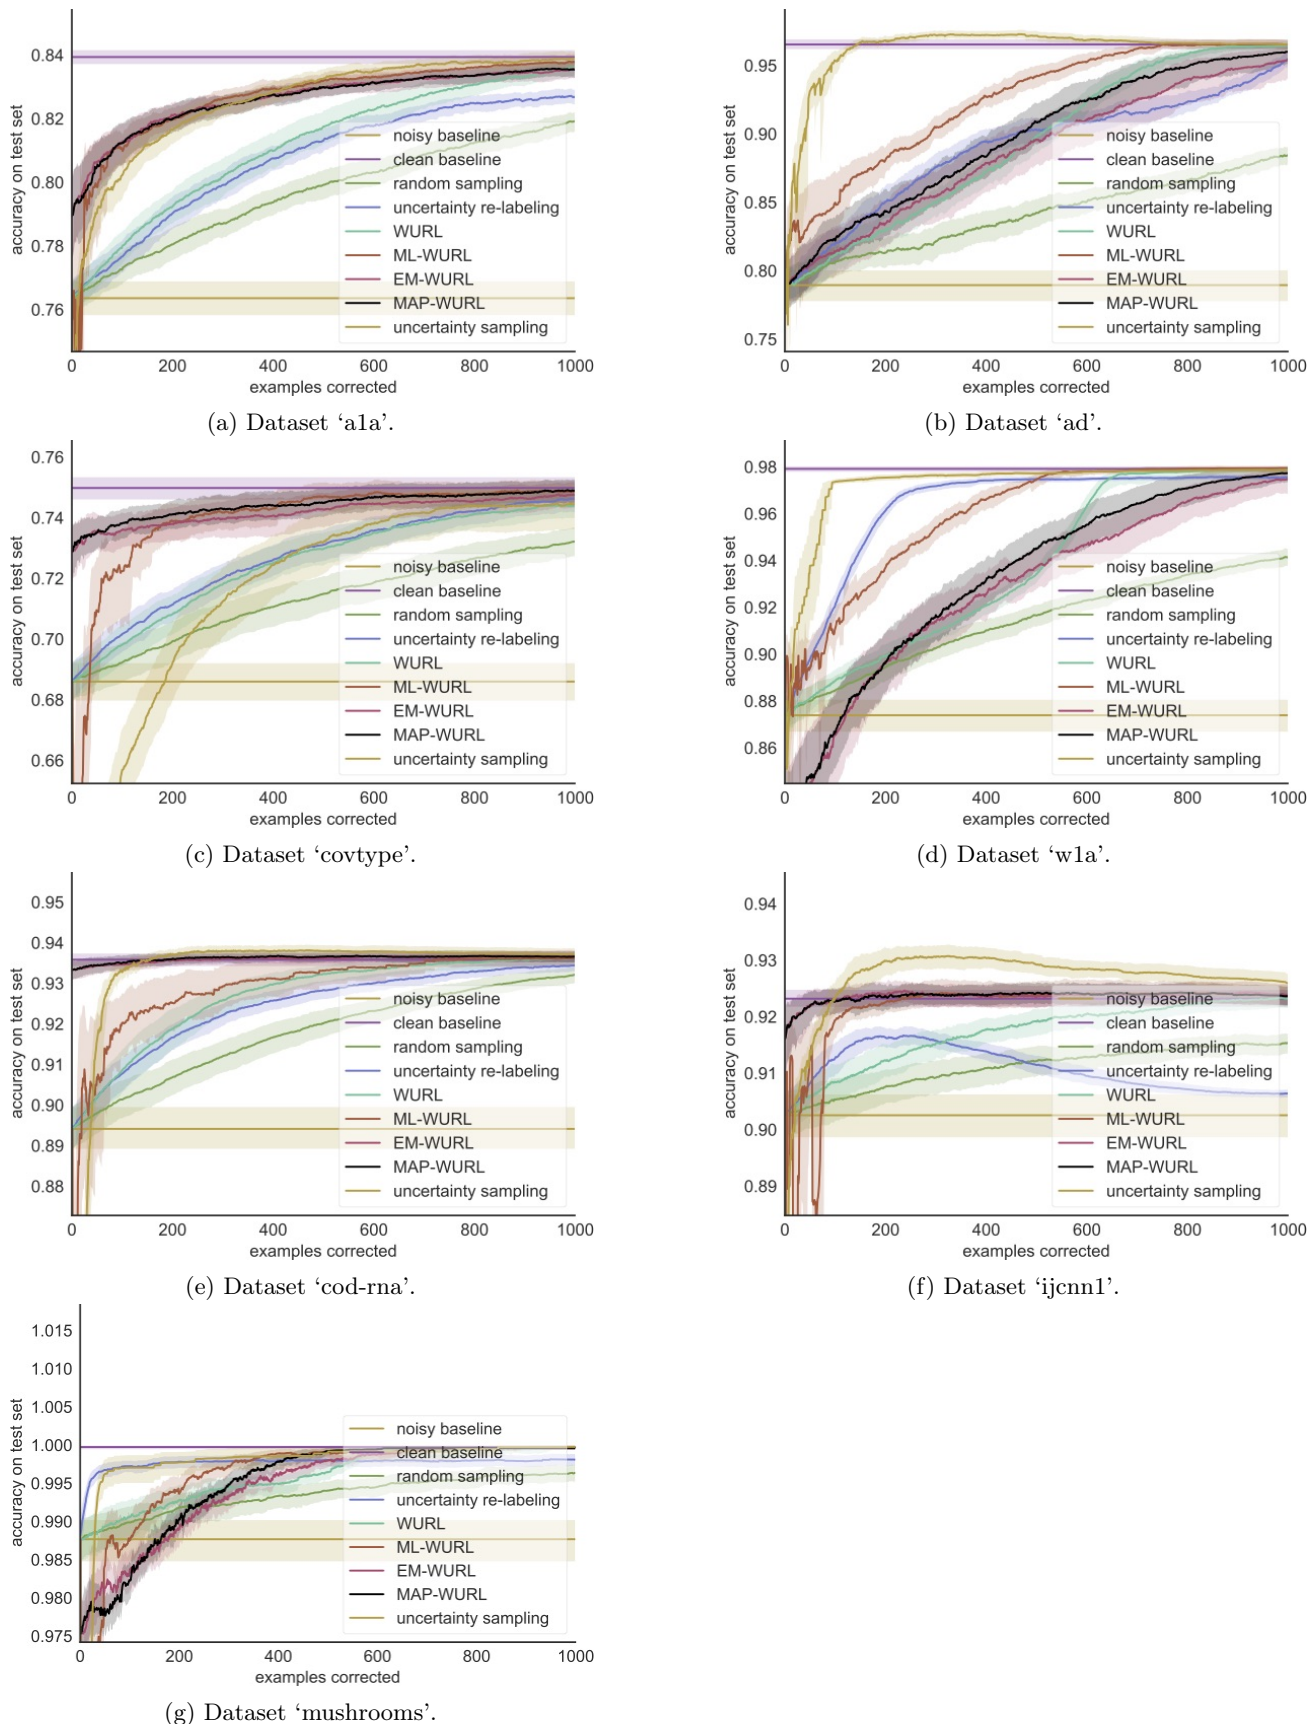 accuracy on test set
0.84
0.82
0.80
0.78
0.76
noisy baseline
clean baseline
random sampling
uncertainty re-labeling
WURL
ML-WURL
EM-WURL
MAP-WURL
uncertainty sampling
0 200 400 600 800 1000
examples corrected
(a) Dataset ‘a1a’.
accuracy on test set
0.95
0.90
0.85
0.80
0.75
noisy baseline
clean baseline
random sampling
uncertainty re-labeling
WURL
ML-WURL
EM-WURL
MAP-WURL
uncertainty sampling
0 200 400 600 800 1000
examples corrected
(b) Dataset ‘ad’.
accuracy on test set
0.76
0.74
0.72
0.70
0.68
0.66
noisy baseline
clean baseline
random sampling
uncertainty re-labeling
WURL
ML-WURL
EM-WURL
MAP-WURL
uncertainty sampling
0 200 400 600 800 1000
examples corrected
(c) Dataset ‘covtype’.
accuracy on test set
0.98
0.96
0.94
0.92
0.90
0.88
0.86
noisy baseline
clean baseline
random sampling
uncertainty re-labeling
WURL
ML-WURL
EM-WURL
MAP-WURL
uncertainty sampling
0 200 400 600 800 1000
examples corrected
(d) Dataset ‘w1a’.
accuracy on test set
0.95
0.94
0.93
0.92
0.91
0.90
0.89
0.88
noisy baseline
clean baseline
random sampling
uncertainty re-labeling
WURL
ML-WURL
EM-WURL
MAP-WURL
uncertainty sampling
0 200 400 600 800 1000
examples corrected
(e) Dataset ‘cod-rna’.
accuracy on test set
0.94
0.93
0.92
0.91
0.90
0.89
noisy baseline
clean baseline
random sampling
uncertainty re-labeling
WURL
ML-WURL
EM-WURL
MAP-WURL
uncertainty sampling
0 200 400 600 800 1000
examples corrected
(f) Dataset ‘ijcnn1’.
accuracy on test set
1.015
1.010
1.005
1.000
0.995
0.990
0.985
0.980
0.975
noisy baseline
clean baseline
random sampling
uncertainty re-labeling
WURL
ML-WURL
EM-WURL
MAP-WURL
uncertainty sampling
0 200 400 600 800 1000
examples corrected
(g) Dataset ‘mushrooms’.